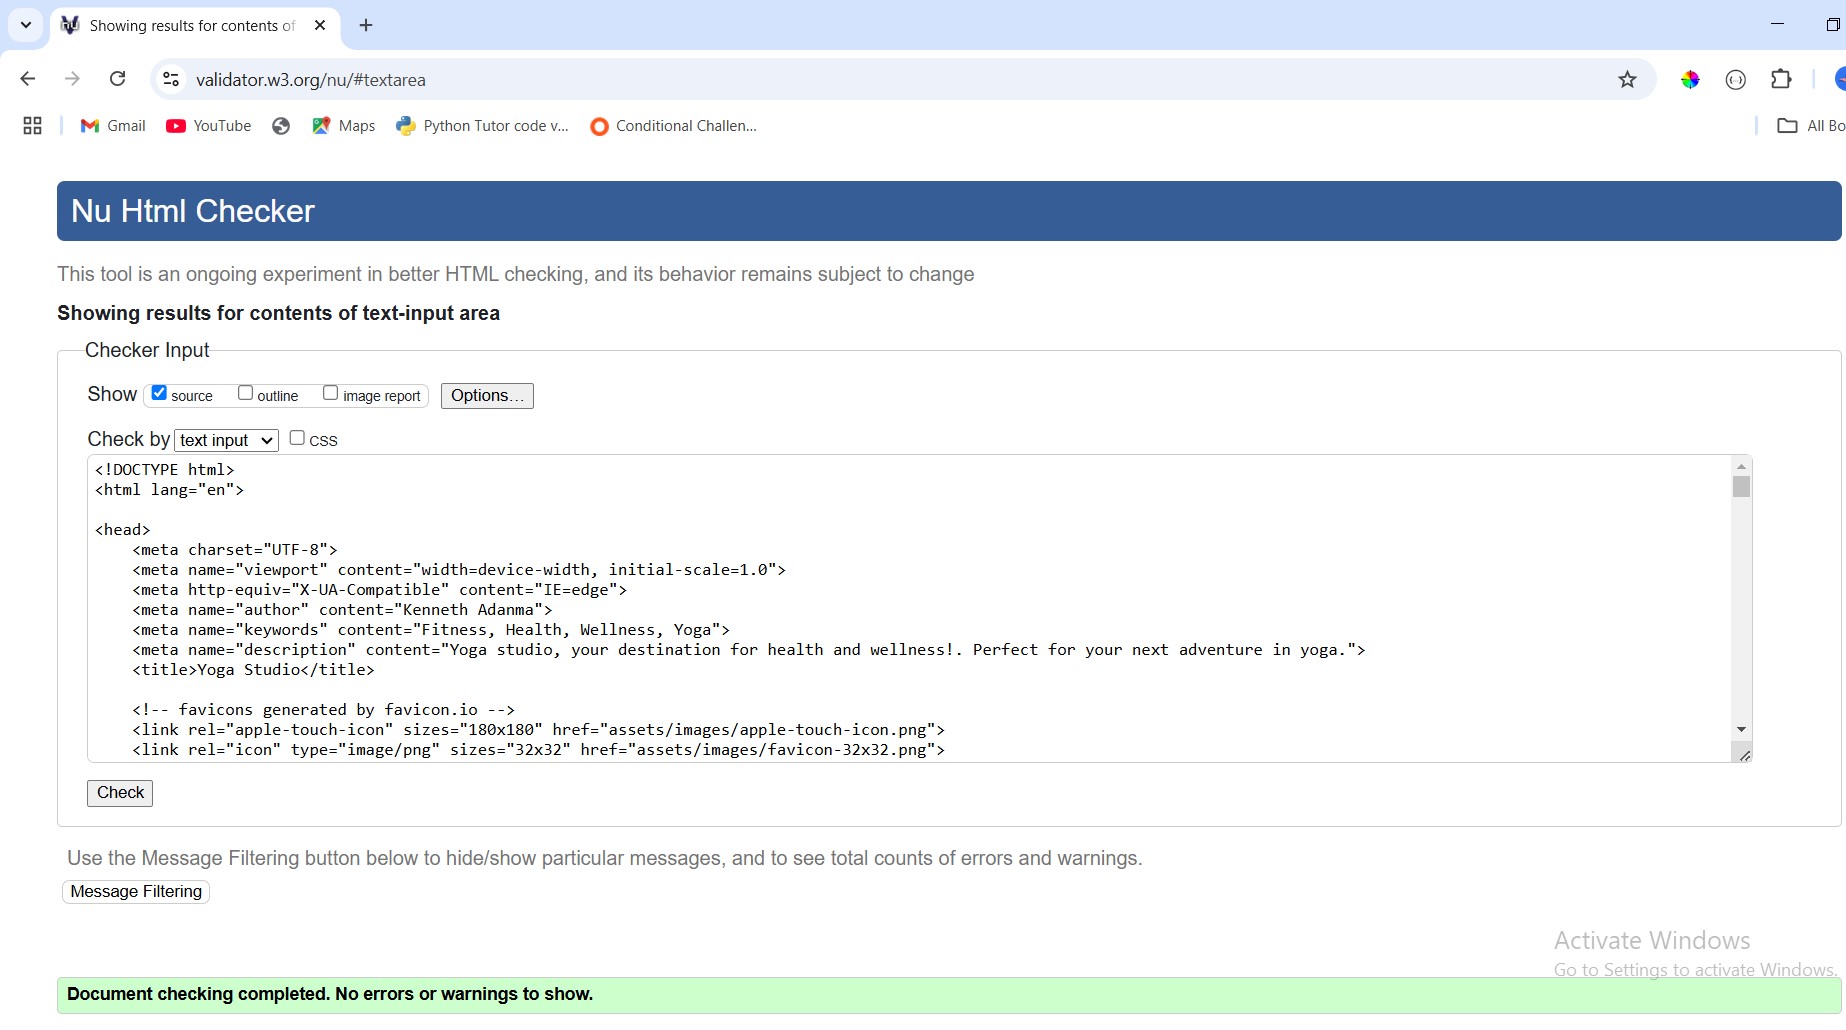 Showing results for contents of
validator.w3.org/nu/#textarea
Gmail YouTube Maps Python Tutor code v... Conditional Challen... All Bo
Nu Html Checker
This tool is an ongoing experiment in better HTML checking, and its behavior remains subject to change
Showing results for contents of text-input area
Checker Input
Show source outline image report Options...
Check by text input CSS
<!DOCTYPE html>
<html lang="en">
<head>
<meta charset="UTF-8">
<meta name="viewport" content="width=device-width, initial-scale=1.0">
<meta http-equiv="X-UA-Compatible" content="IE=edge">
<meta name="author" content="Kenneth Adanma">
<meta name="keywords" content="Fitness, Health, Wellness, Yoga">
<meta name="description" content="Yoga studio, your destination for health and wellness!. Perfect for your next adventure in yoga.">
<title>Yoga Studio</title>
<!-- favicons generated by favicon.io -->
<link rel="apple-touch-icon" sizes="180x180" href="assets/images/apple-touch-icon.png">
<link rel="icon" type="image/png" sizes="32x32" href="assets/images/favicon-32x32.png">
Check
Use the Message Filtering button below to hide/show particular messages, and to see total counts of errors and warnings.
Message Filtering
Activate Windows
Go to Settings to activate Windows.
Document checking completed. No errors or warnings to show.